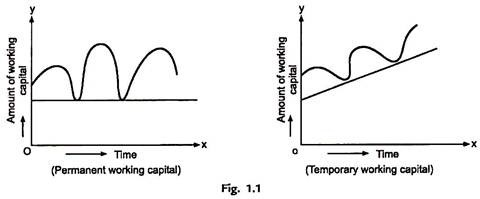 y
Amount of working
capital
O
Time
x
(Permanent working capital)
y
Amount of working
capital
o
Time
x
(Temporary working capital)
Fig. 1.1